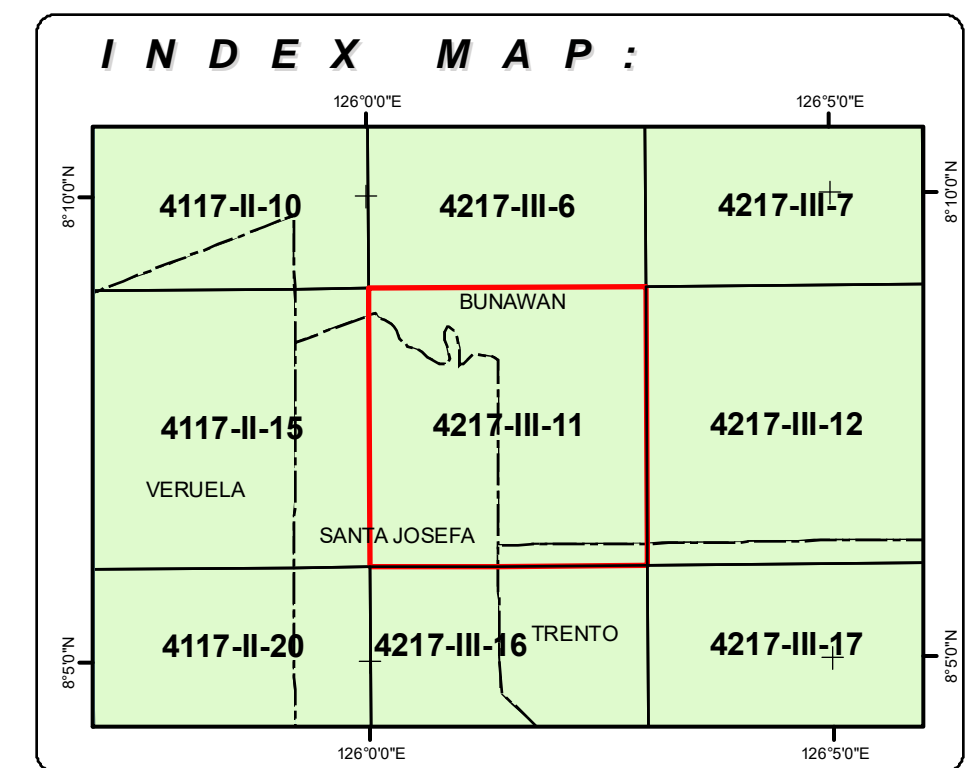 INDEX MAP:
126°0'0"E 126°5'0"E
8°10'0"N 8°10'0"N
4117-II-10 4217-III-6 4217-III-7
BUNAWAN
4117-II-15 4217-III-11 4217-III-12
VERUELA
SANTA JOSEFA
TRENTO
4117-II-20 4217-III-16 4217-III-17
8°5'0"N 8°5'0"N
126°0'0"E 126°5'0"E